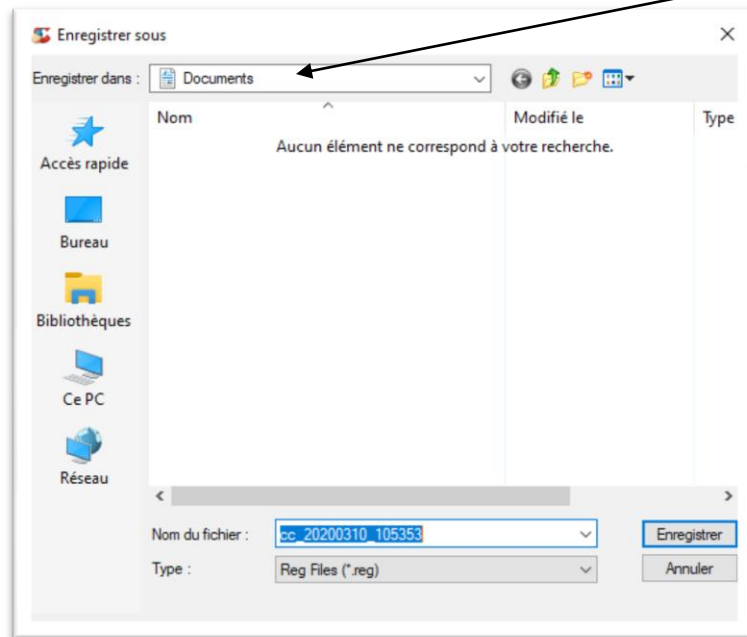 Enregistrer sous
Enregistrer dans : Documents
Nom Modifié le Type
Aucun élément ne correspond à votre recherche.
Accès rapide
Bureau
Bibliothèques
Ce PC
Réseau
Nom du fichier : cc_20200310_105353 Enregistrer
Type : Reg Files (*.reg) Annuler